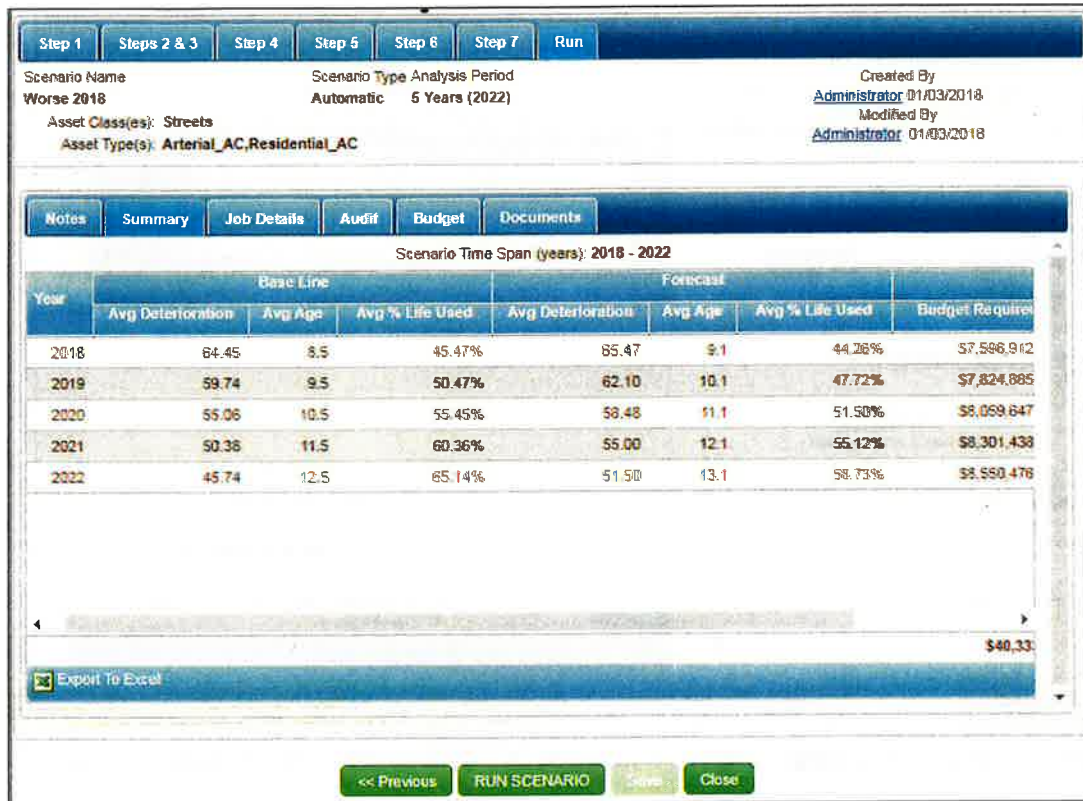 Step 1 Steps 2 & 3 Step 4 Step 5 Step 6 Step 7 Run
Scenario Name Scenario Type Analysis Period Created By
Worse 2018 Automatic 5 Years (2022) Administrator 01/03/2018
Asset Class(es): Streets Modified By
Asset Type(s): Arterial_AC,Residential_AC Administrator 01/03/2018
Notes Summary Job Details Audit Budget Documents
Scenario Time Span (years): 2018 - 2022
Year Base Line Forecast
Avg Deterioration Avg Age Avg % Life Used Avg Deterioration Avg Age Avg % Life Used Budget Require
2018 64.45 8.5 45.47% 65.47 9.1 44.26% $7,596,912
2019 59.74 9.5 50.47% 62.10 10.1 47.72% $7,824,885
2020 55.06 10.5 55.45% 58.48 11.1 51.50% $8,059,647
2021 50.38 11.5 60.36% 55.00 12.1 55.12% $8,301,438
2022 45.74 12.5 65.14% 51.50 13.1 58.73% $8,550,476
$40,33
Export To Excel
<< Previous RUN SCENARIO Save Close